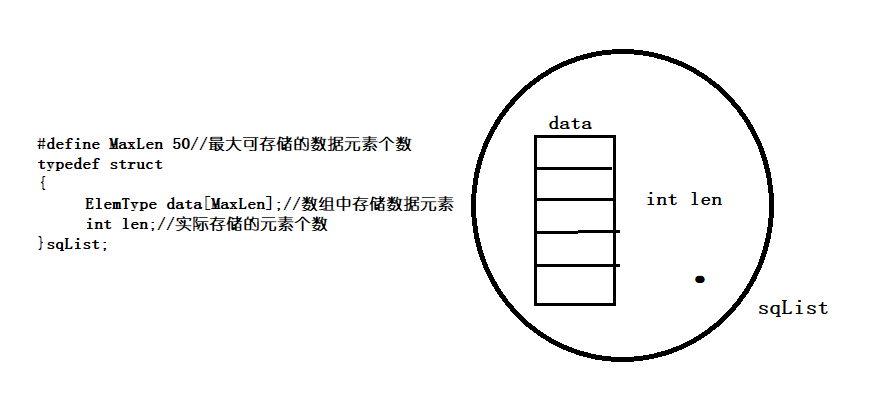 #define MaxLen 50//最大可存储的数据元素个数
typedef struct
{
ElemType data[MaxLen];//数组中存储数据元素
int len;//实际存储的元素个数
}sqList;
data
int len
sqList